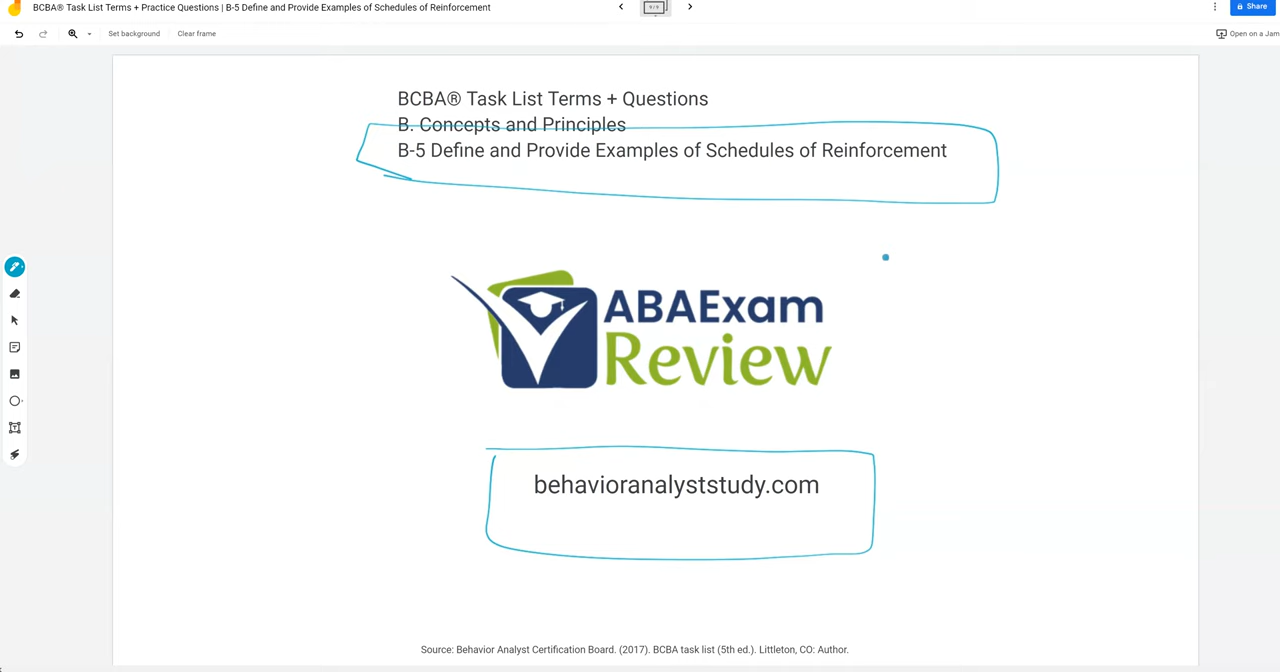 BCBA® Task List Terms + Practice Questions | B-5 Define and Provide Examples of Schedules of Reinforcement
9 / 9
Share
Set background
Clear frame
Open on a Jam
BCBA® Task List Terms + Questions
B. Concepts and Principles
B-5 Define and Provide Examples of Schedules of Reinforcement
ABAExam
Review
behavioranalyststudy.com
Source: Behavior Analyst Certification Board. (2017). BCBA task list (5th ed.). Littleton, CO: Author.